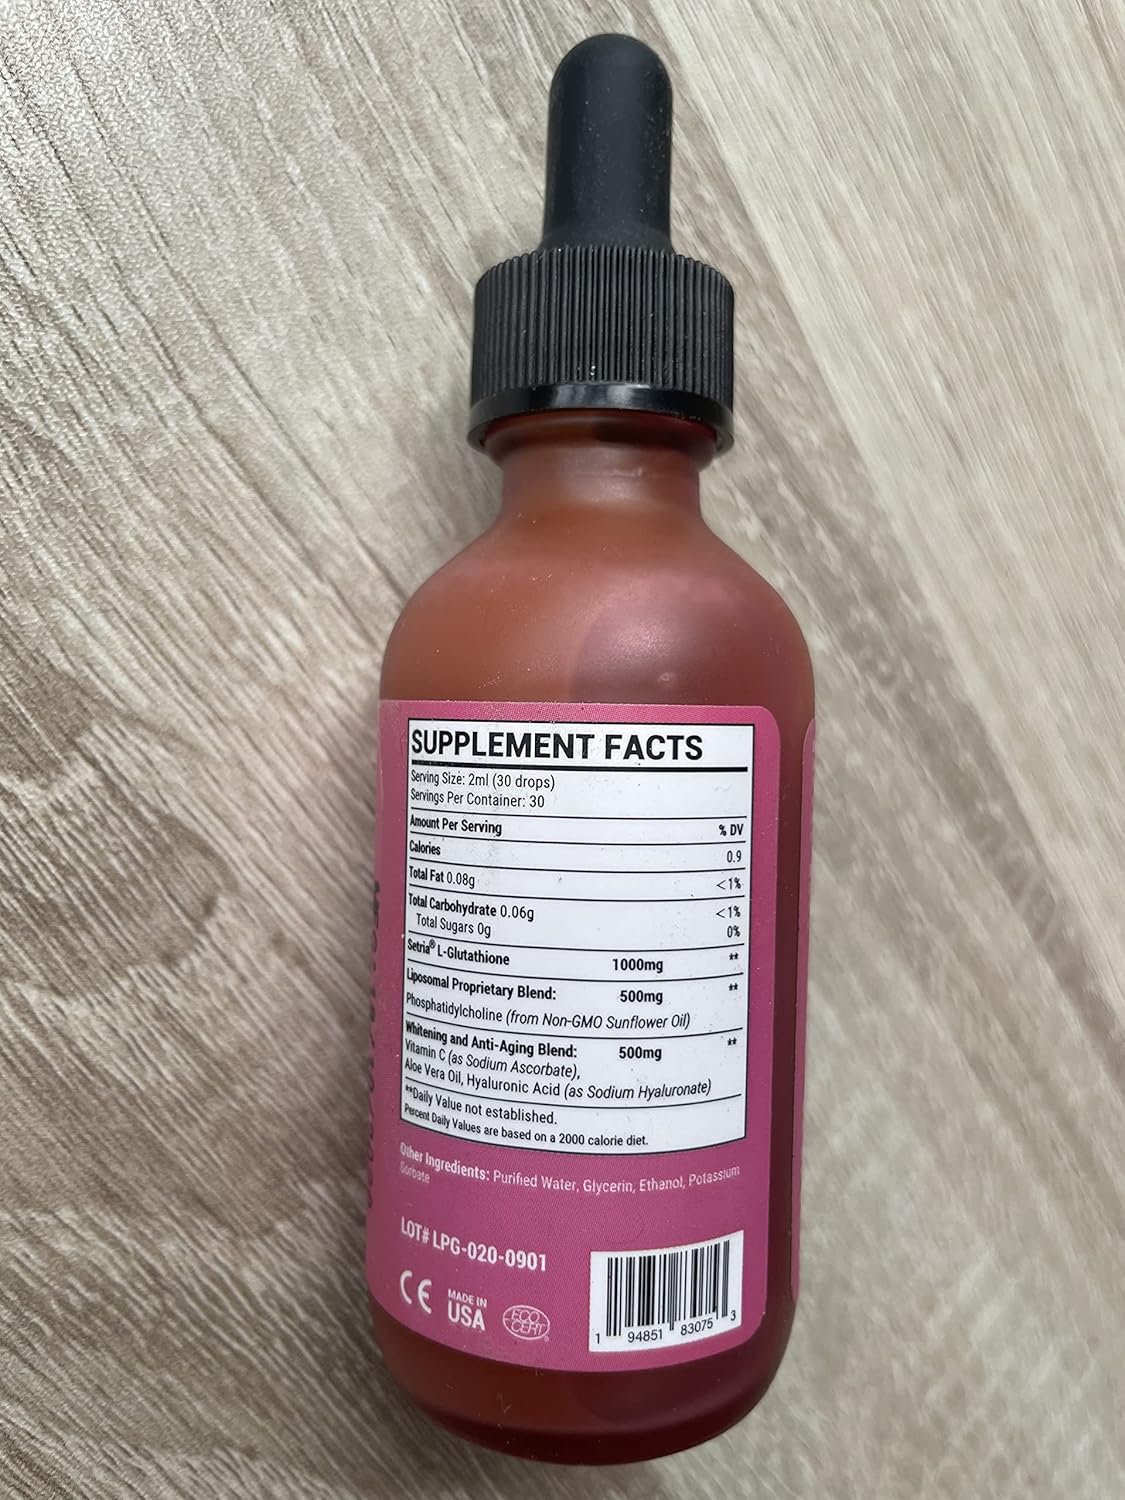 SUPPLEMENT FACTS
Serving Size: 2ml (30 drops)
Servings Per Container: 30
Amount Per Serving % DV
Calories 0.9
Total Fat 0.08g <1%
Total Carbohydrate 0.06g <1%
Total Sugars 0g 0%
Setria® L-Glutathione 1000mg **
Liposomal Proprietary Blend: 500mg **
Phosphatidylcholine (from Non-GMO Sunflower Oil)
Whitening and Anti-Aging Blend: 500mg **
Vitamin C (as Sodium Ascorbate),
Aloe Vera Oil, Hyaluronic Acid (as Sodium Hyaluronate)
**Daily Value not established.
Percent Daily Values are based on a 2000 calorie diet.
Other Ingredients: Purified Water, Glycerin, Ethanol, Potassium
Sorbate
LOT# LPG-020-0901
CE
MADE IN
USA
ECO
CERT®
1 94851 83075 3